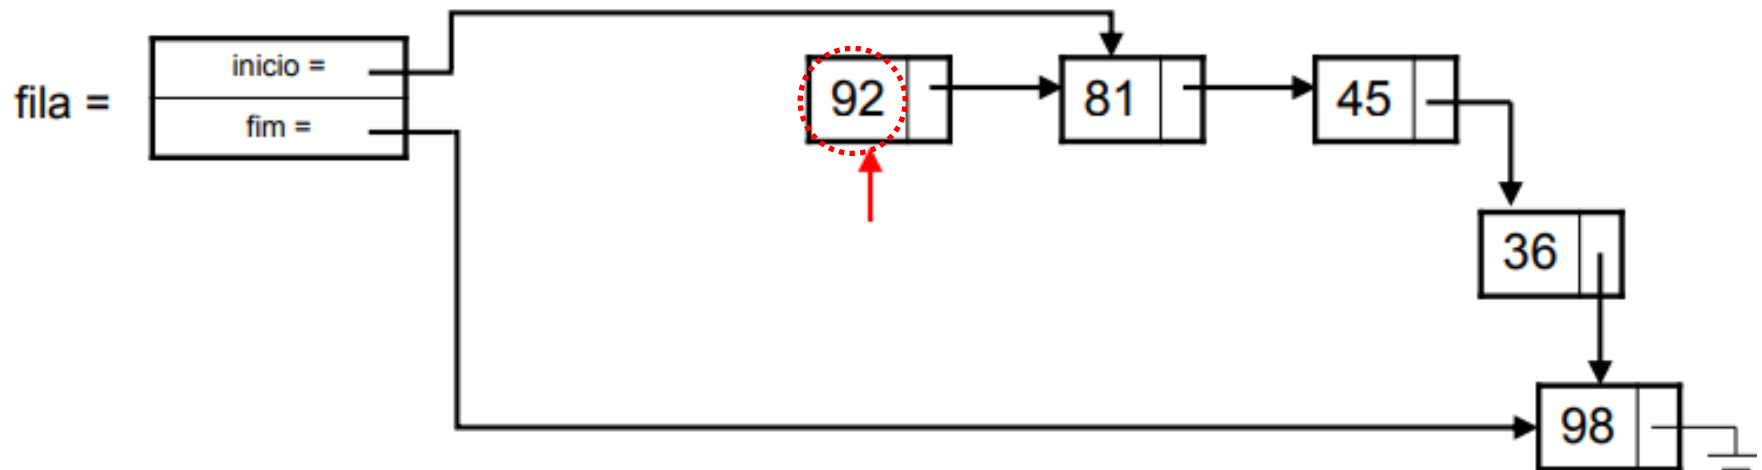 fila =
inicio =
fim =
92
81
45
36
98